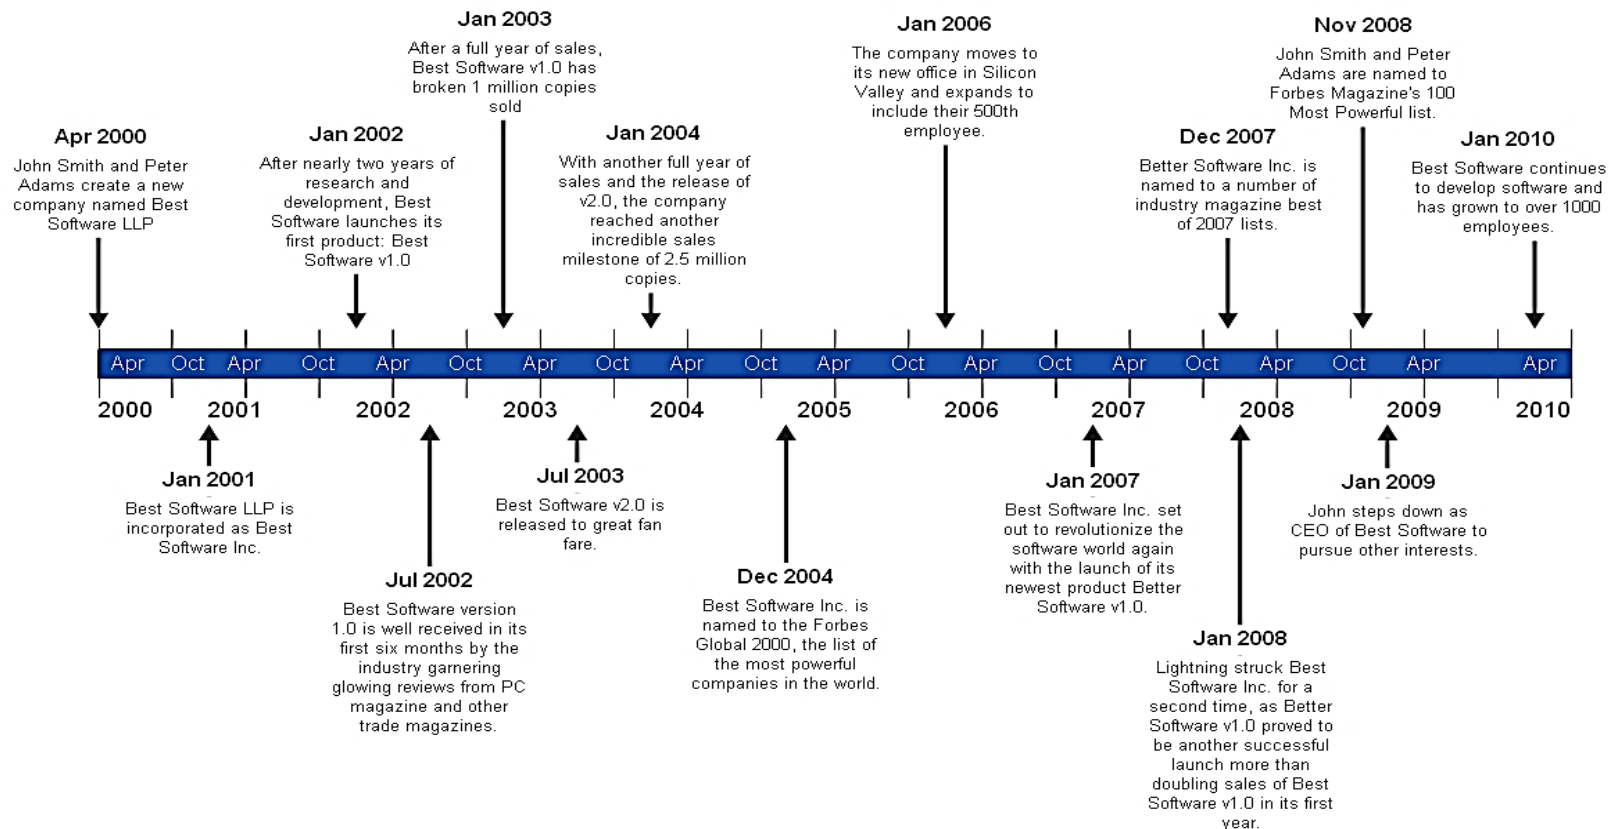 Apr 2000
John Smith and Peter
Adams create a new
company named Best
Software LLP
Jan 2002
After nearly two years of
research and
development, Best
Software launches its
first product: Best
Software v1.0
Jan 2003
After a full year of sales,
Best Software v1.0 has
broken 1 million copies
sold
Jan 2004
With another full year of
sales and the release of
v2.0, the company
reached another
incredible sales
milestone of 2.5 million
copies.
Jan 2006
The company moves to
its new office in Silicon
Valley and expands to
include their 500th
employee.
Dec 2007
Better Software Inc. is
named to a number of
industry magazine best
of 2007 lists.
Nov 2008
John Smith and Peter
Adams are named to
Forbes Magazine's 100
Most Powerful list.
Jan 2010
Best Software continues
to develop software and
has grown to over 1000
employees.
Apr Oct Apr Oct Apr Oct Apr Oct Apr Oct Apr Oct Apr Oct Apr Oct Apr Oct Apr Apr
2000 2001 2002 2003 2004 2005 2006 2007 2008 2009 2010
Jan 2001
Best Software LLP is
incorporated as Best
Software Inc.
Jul 2002
Best Software version
1.0 is well received in its
first six months by the
industry garnering
glowing reviews from PC
magazine and other
trade magazines.
Jul 2003
Best Software v2.0 is
released to great fan
fare.
Dec 2004
Best Software Inc. is
named to the Forbes
Global 2000, the list of
the most powerful
companies in the world.
Jan 2007
Best Software Inc. set
out to revolutionize the
software world again
with the launch of its
newest product Better
Software v1.0.
Jan 2008
Lightning struck Best
Software Inc. for a
second time, as Better
Software v1.0 proved to
be another successful
launch more than
doubling sales of Best
Software v1.0 in its first
year.
Jan 2009
John steps down as
CEO of Best Software to
pursue other interests.